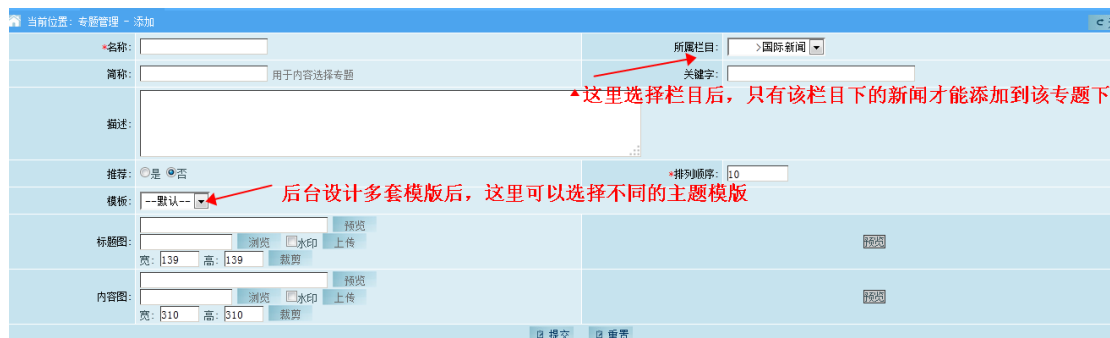 当前位置: 专题管理 - 添加
*名称: 所属栏目: >国际新闻
简称: 用于内容选择专题 关键字:
这里选择栏目后，只有该栏目下的新闻才能添加到该专题下
描述:
推荐: 是 否 *排列顺序: 10
后台设计多套模版后，这里可以选择不同的主题模版
模板: --默认--
预览
标题图: 浏览 水印 上传 预览
宽: 139 高: 139 裁剪
预览
内容图: 浏览 水印 上传 预览
宽: 310 高: 310 裁剪
提交 重置